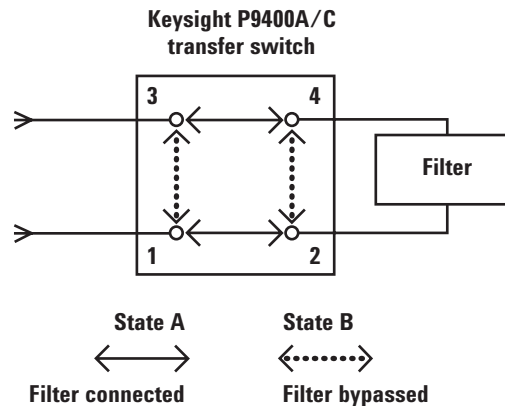 Keysight P9400A/C
transfer switch
3
4
Filter
1
2
State A
State B
Filter connected
Filter bypassed